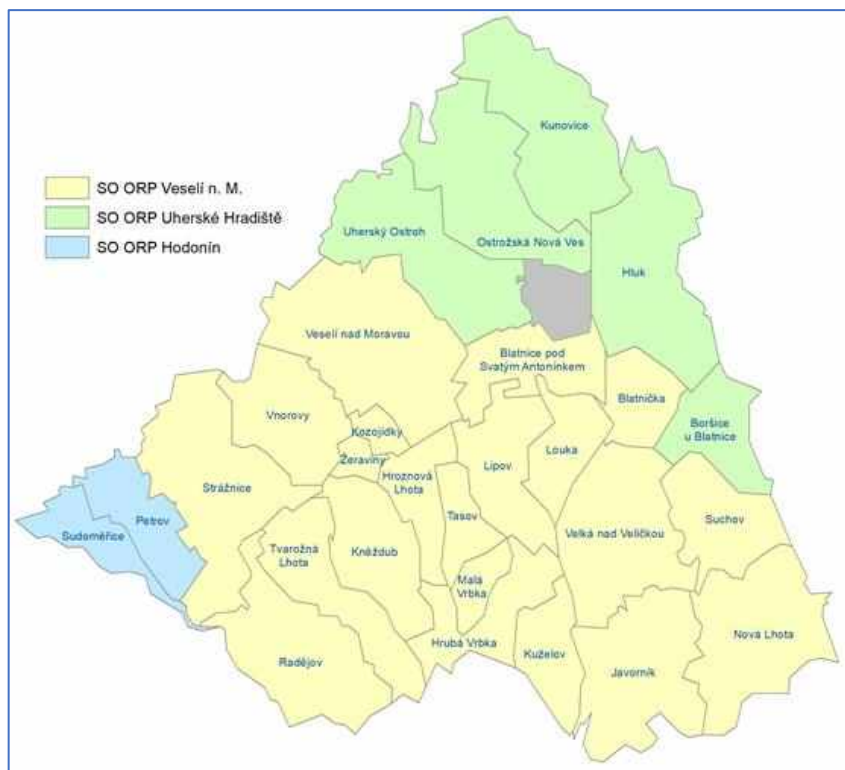 SO ORP Veselí n. M.
SO ORP Uherské Hradiště
SO ORP Hodonín
Kunovice
Uherský Ostroh
Ostrožská Nová Ves
Hluk
Veselí nad Moravou
Blatnice pod
Svatým Antonínkem
Blatnička
Boršice
u Blatnice
Vnorovy
Kozojídky
Žeraviny
Hroznová
Lhota
Lipov
Louka
Strážnice
Petrov
Sudoměřice
Tvarožná
Lhota
Kněždub
Tasov
Velká nad Veličkou
Suchov
Malá
Vrbka
Hrubá Vrbka
Kuželov
Nová Lhota
Radějov
Javorník